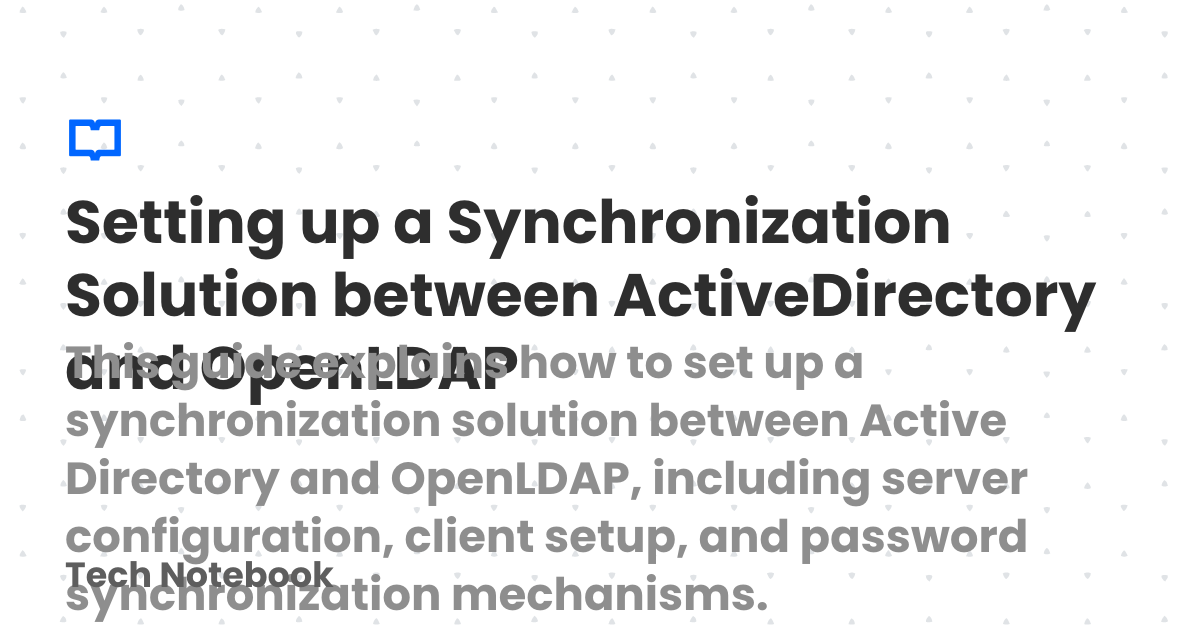 Setting up a Synchronization
Solution between ActiveDirectory
and OpenLDAP
This guide explains how to set up a
synchronization solution between Active
Directory and OpenLDAP, including server
configuration, client setup, and password
synchronization mechanisms.
Tech Notebook